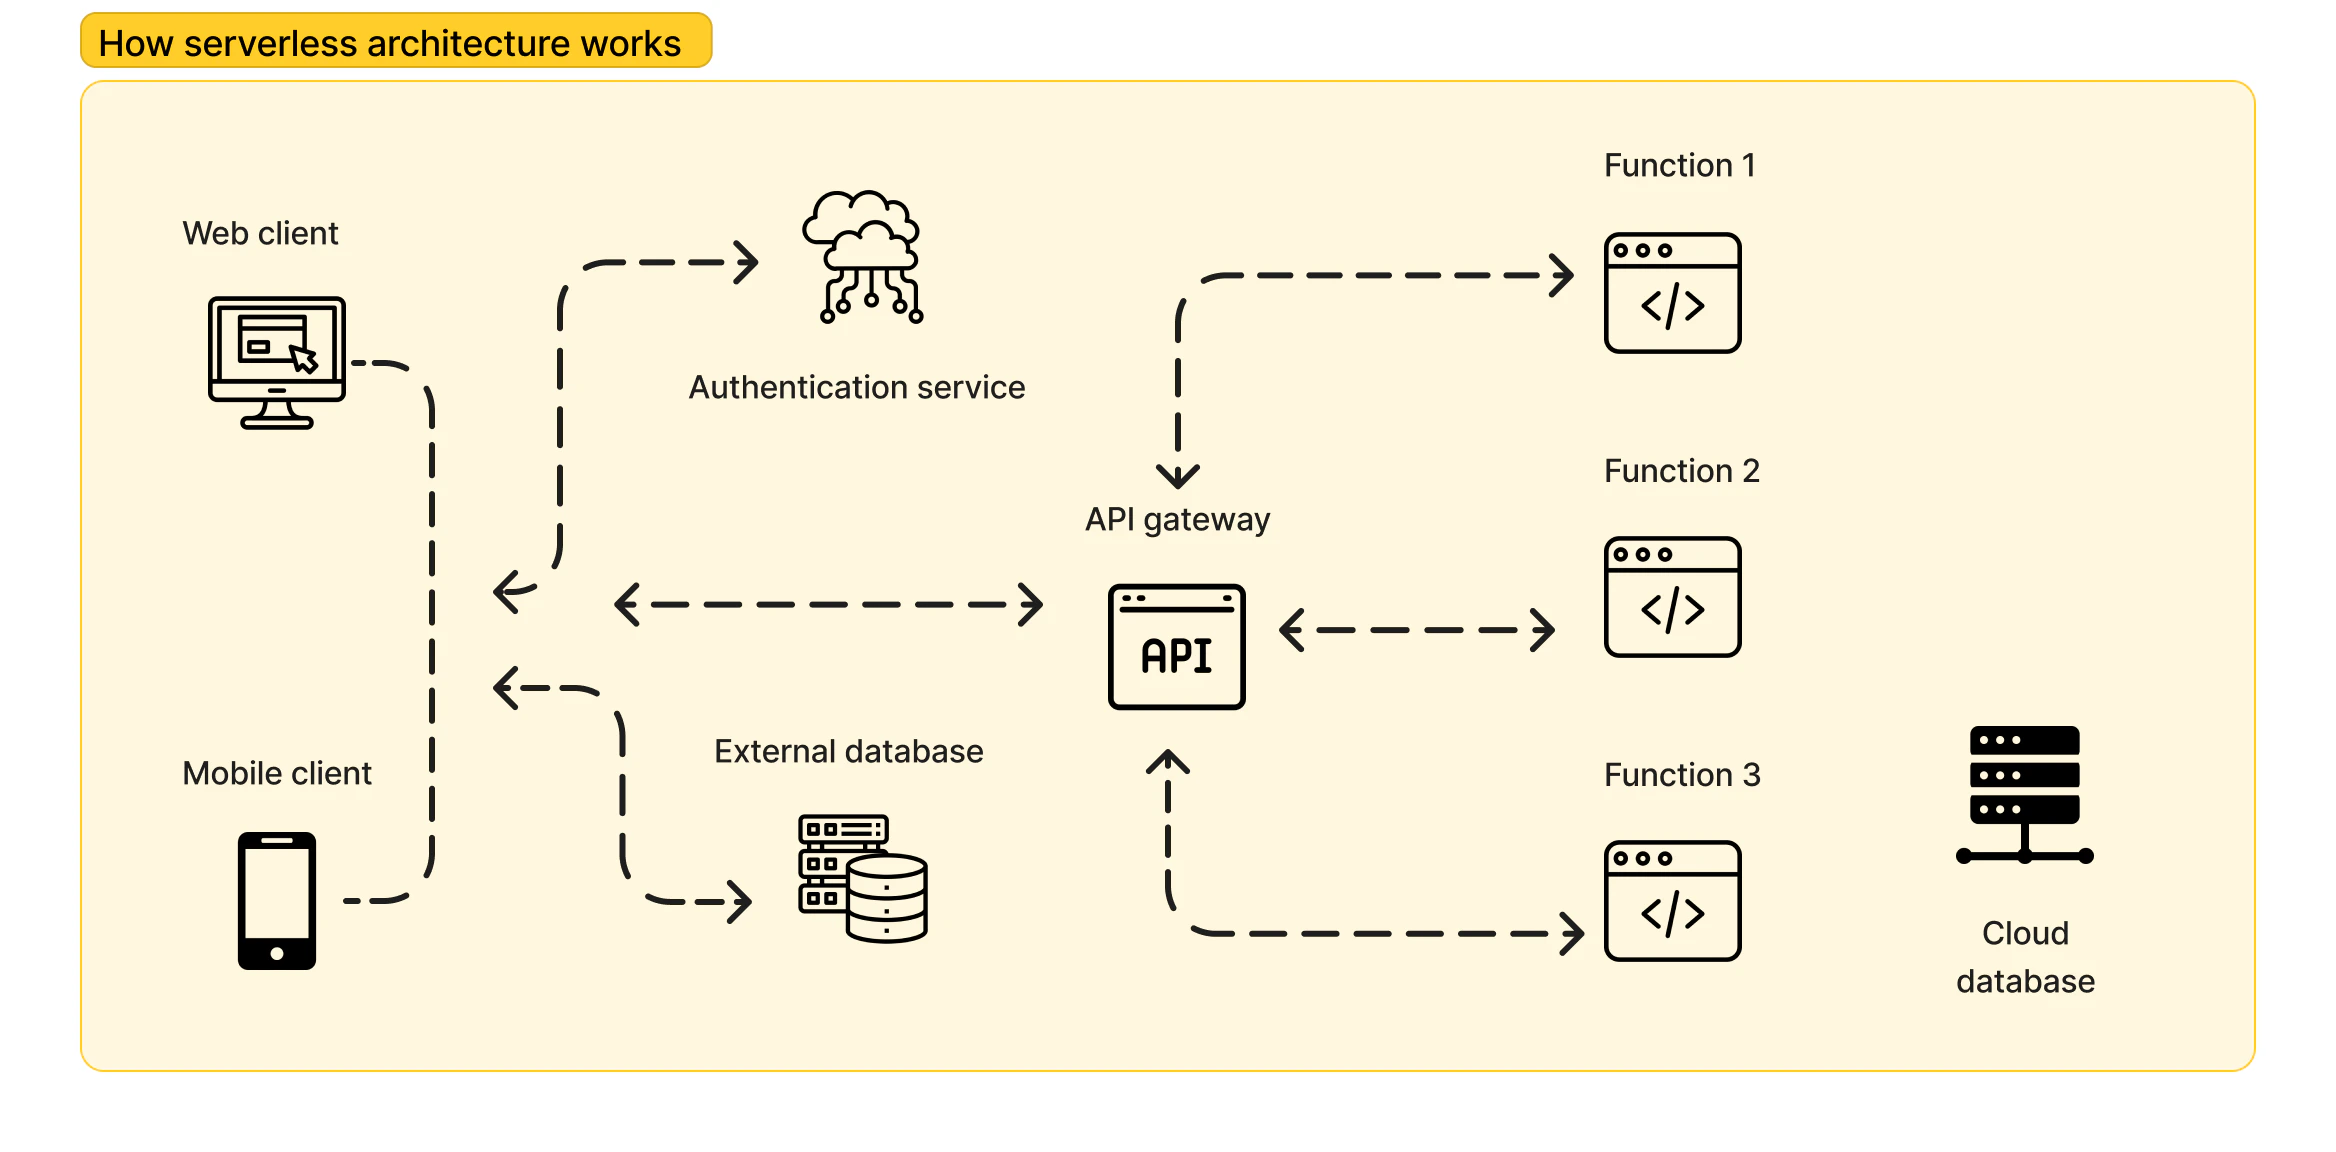 How serverless architecture works
Web client
Authentication service
Function 1
</>
API gateway
API
Function 2
</>
Mobile client
External database
Function 3
</>
Cloud
database